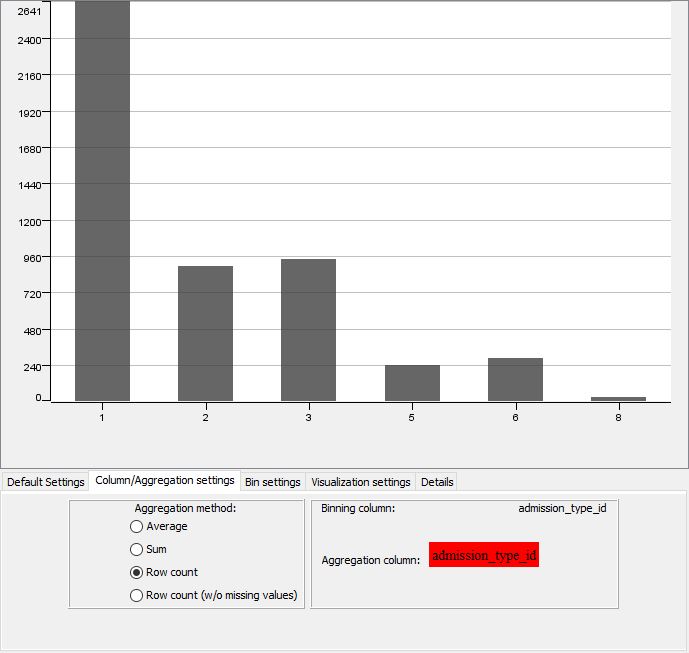 2641
2400
2160
1920
1680
1440
1200
960
720
480
240
0
1 2 3 5 6 8
Default Settings Column/Aggregation settings Bin settings Visualization settings Details
Aggregation method:
Average
Sum
Row count
Row count (w/o missing values)
Binning column: admission_type_id
Aggregation column: admission_type_id